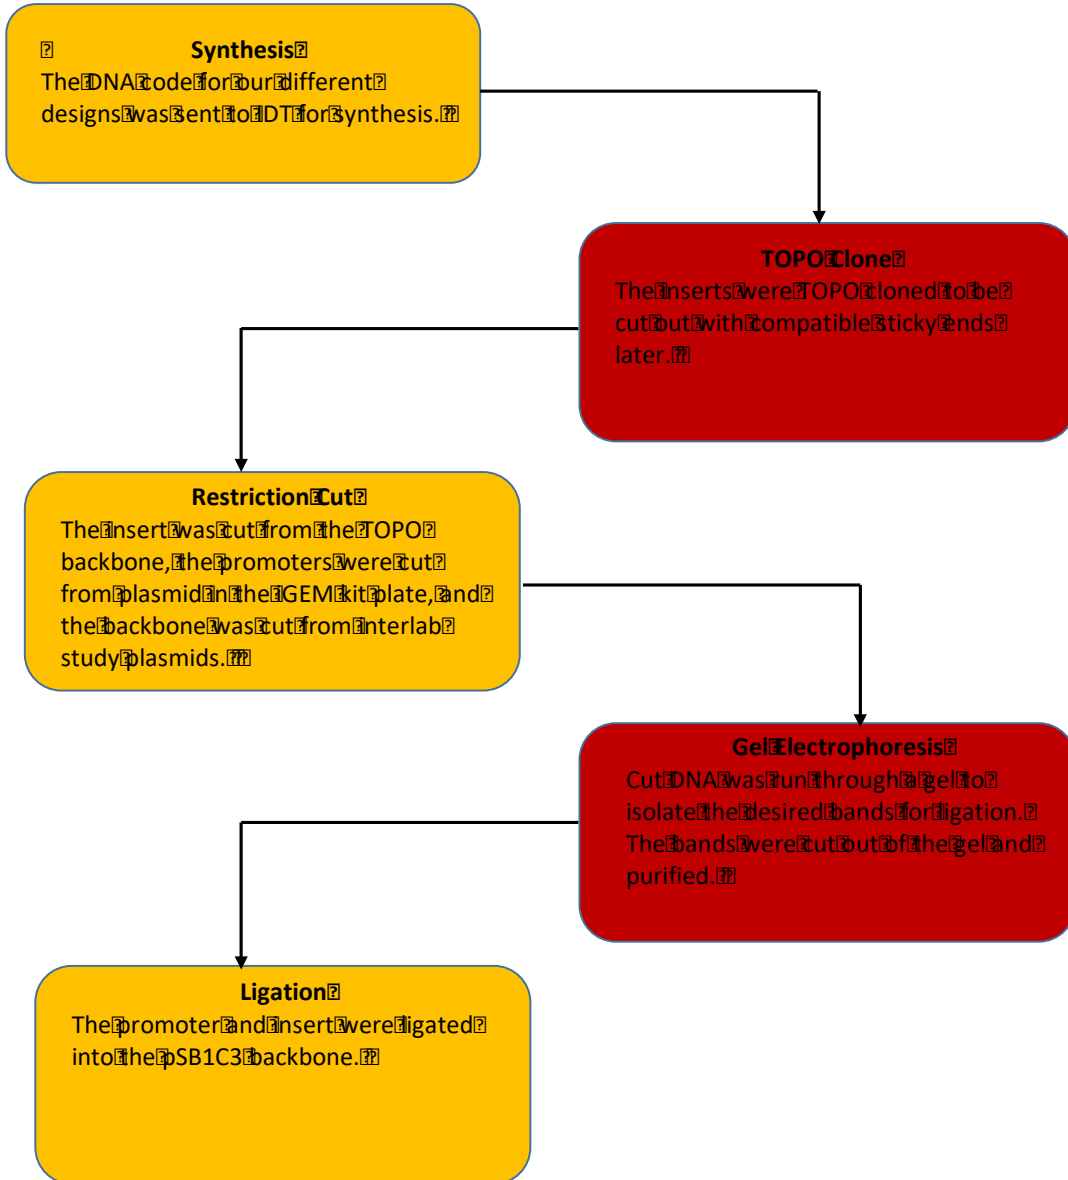 Synthesis
The DNA code for our different
designs was sent to IDT for synthesis.
TOPO Clone
The inserts were TOPO cloned to be
cut out with compatible sticky ends
later.
Restriction Cut
The insert was cut from the TOPO
backbone, the promoters were cut
from plasmid in the iGEM kit plate, and
the backbone was cut from Interlab
study plasmids.
Gel Electrophoresis
Cut DNA was run through a gel to
isolate the desired bands for ligation.
The bands were cut out of the gel and
purified.
Ligation
The promoter and insert were ligated
into the pSB1C3 backbone.